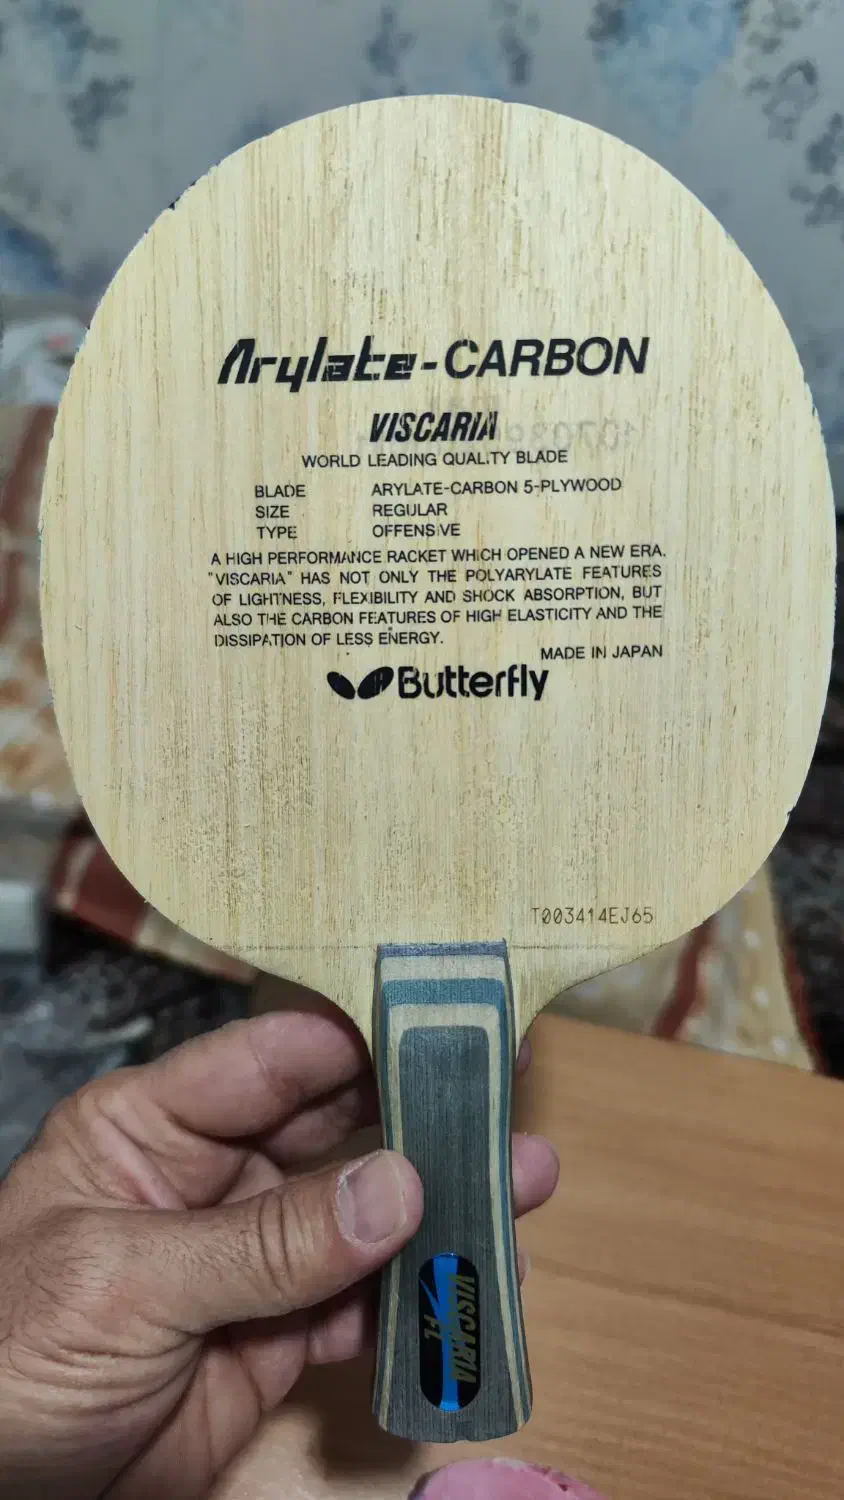 Arylate-CARBON
VISCARIA
WORLD LEADING QUALITY BLADE
BLADE ARYLATE-CARBON 5-PLYWOOD
SIZE REGULAR
TYPE OFFENSIVE
A HIGH PERFORMANCE RACKET WHICH OPENED A NEW ERA.
"VISCARIA" HAS NOT ONLY THE POLYARYLATE FEATURES
OF LIGHTNESS, FLEXIBILITY AND SHOCK ABSORPTION, BUT
ALSO THE CARBON FEATURES OF HIGH ELASTICITY AND THE
DISSIPATION OF LESS ENERGY.
MADE IN JAPAN
Butterfly
T003414EJ65
VISCARIA
FL